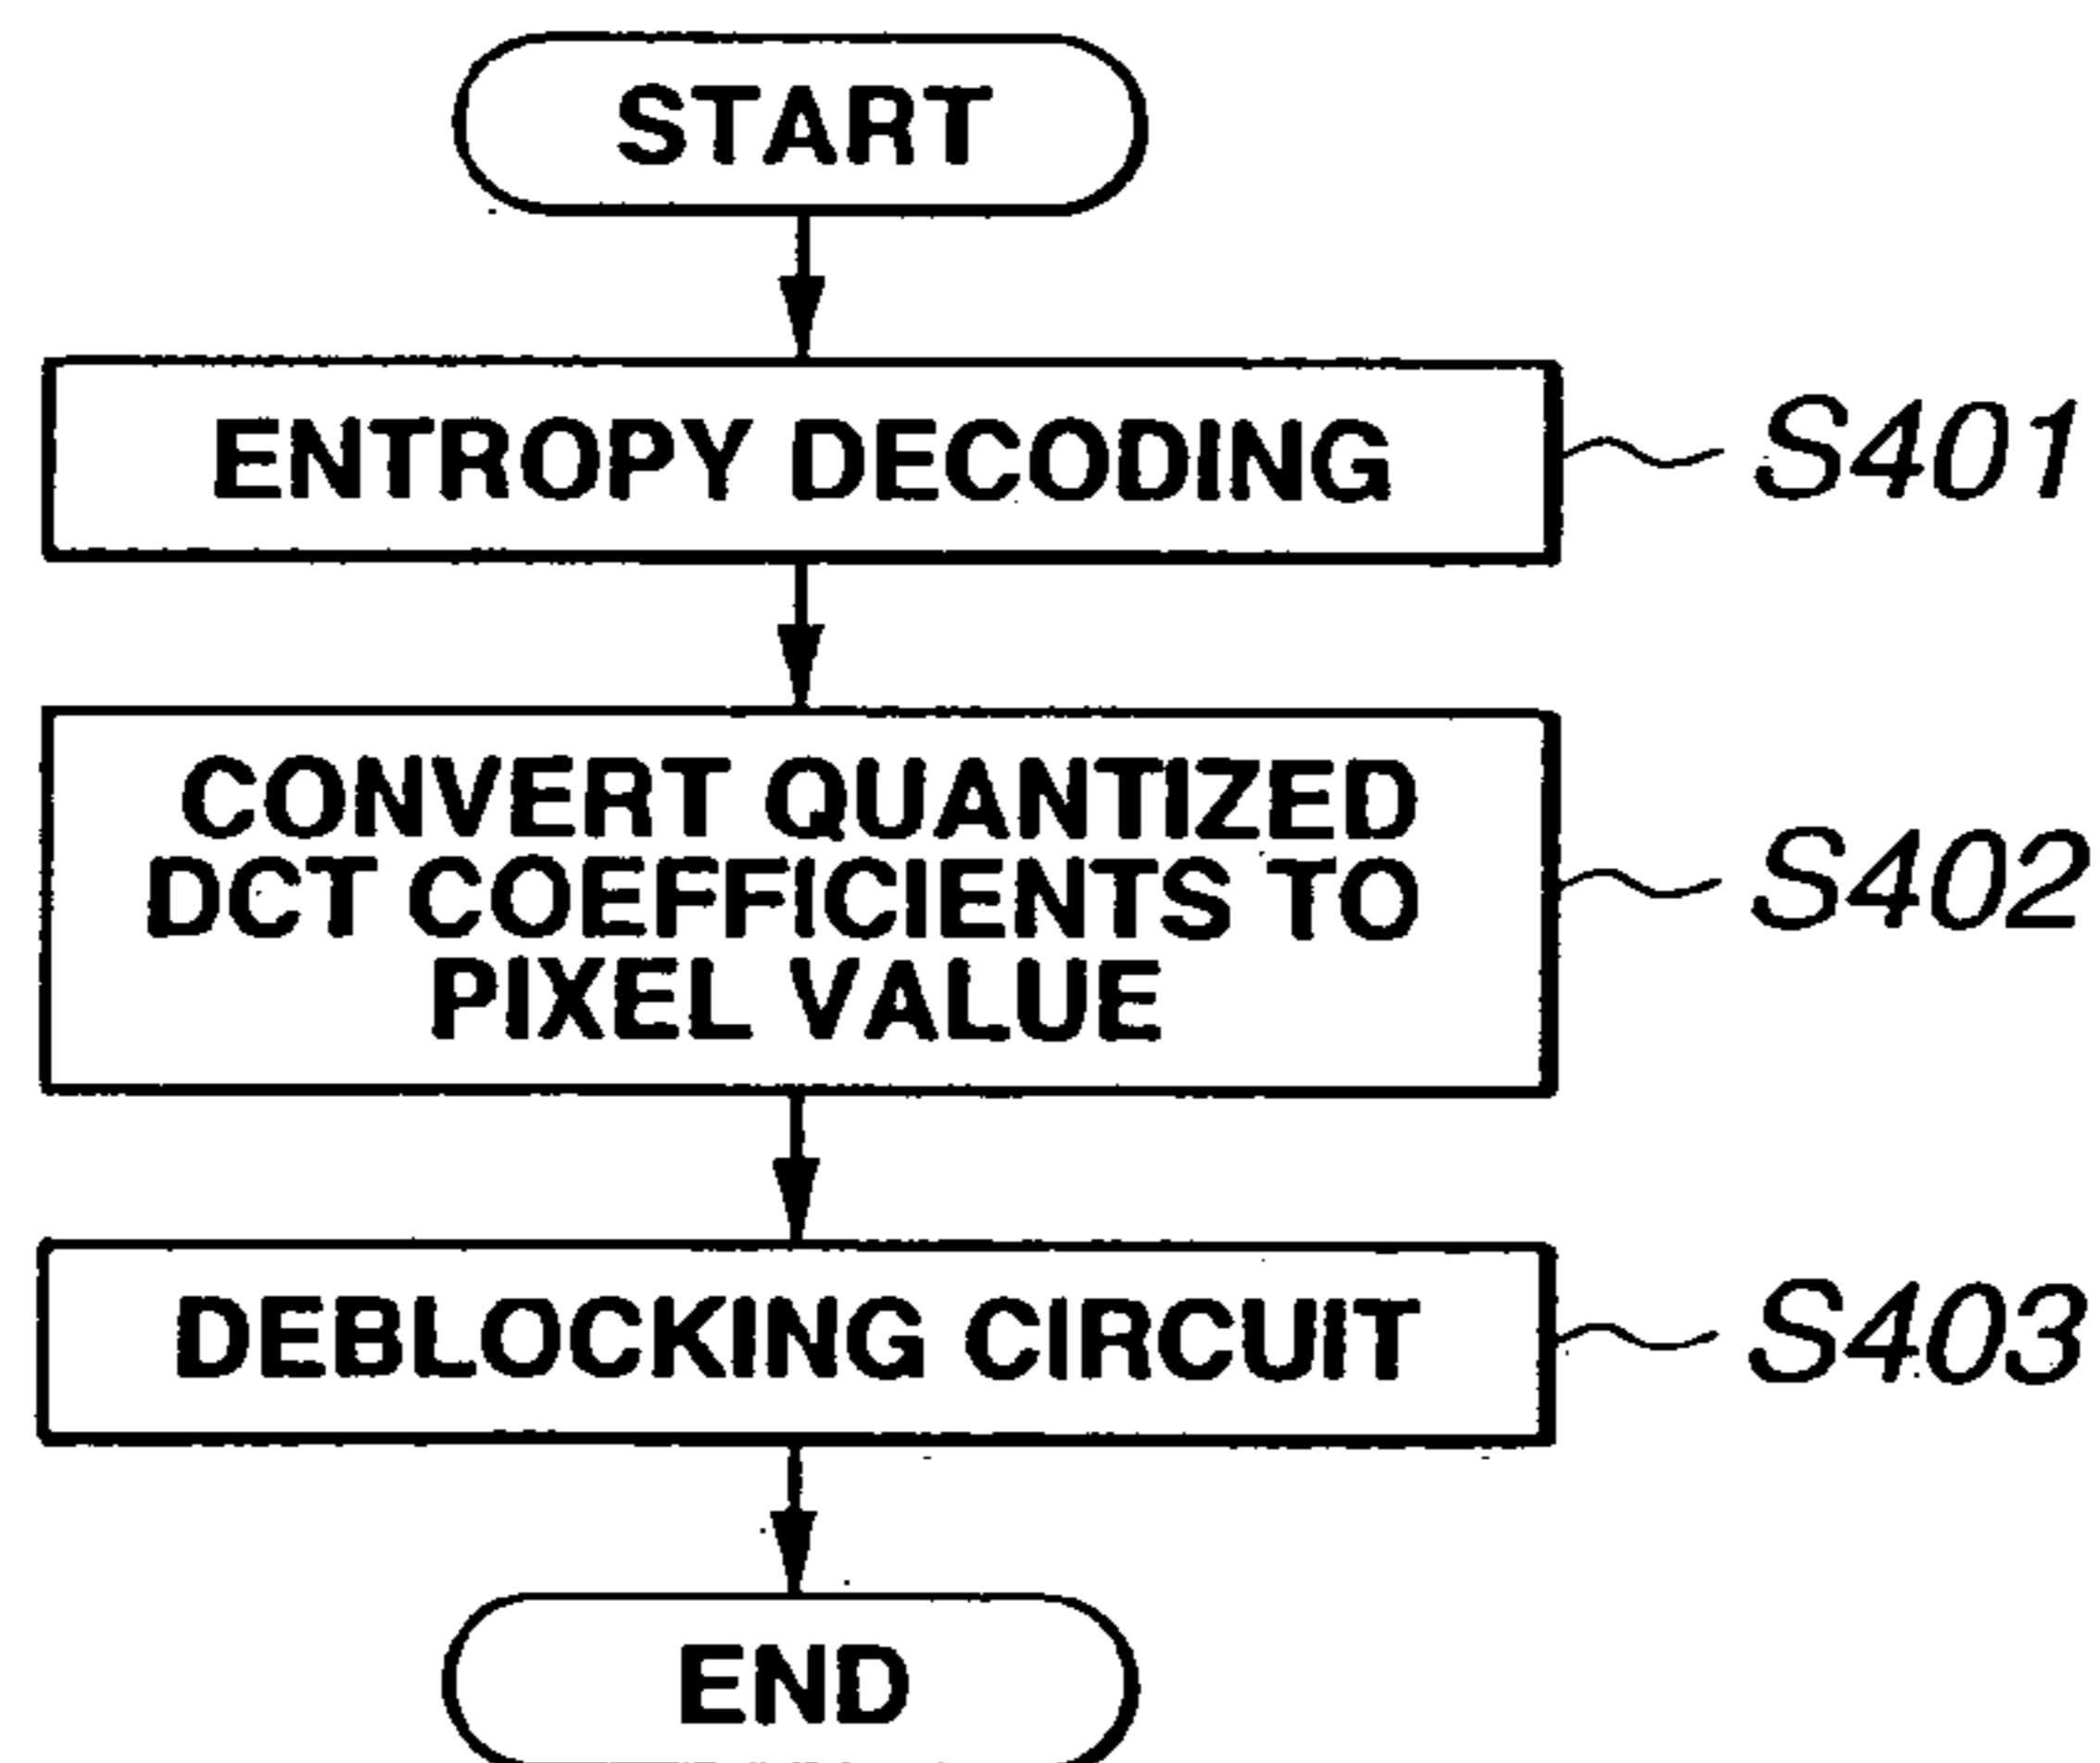 START
ENTROPY DECODING
S401
CONVERT QUANTIZED
DCT COEFFICIENTS TO
PIXEL VALUE
S402
DEBLOCKING CIRCUIT
S403
END